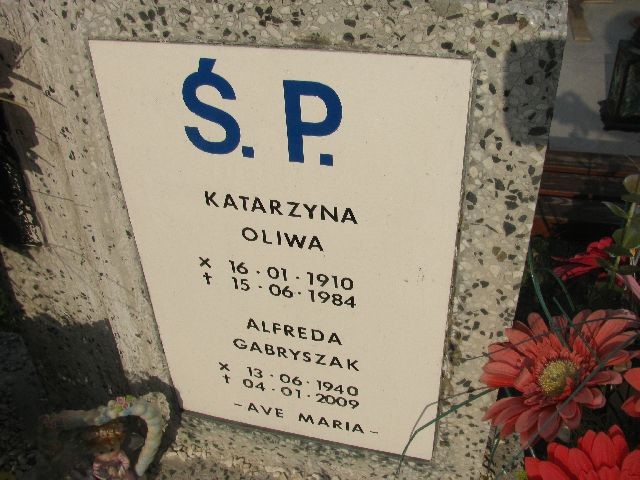 Ś. P.
KATARZYNA
OLIWA
× 16·01·1910
† 15·06·1984
ALFREDA
GABRYSZAK
× 13·06·1940
† 04·01·2009
-AVE MARIA-